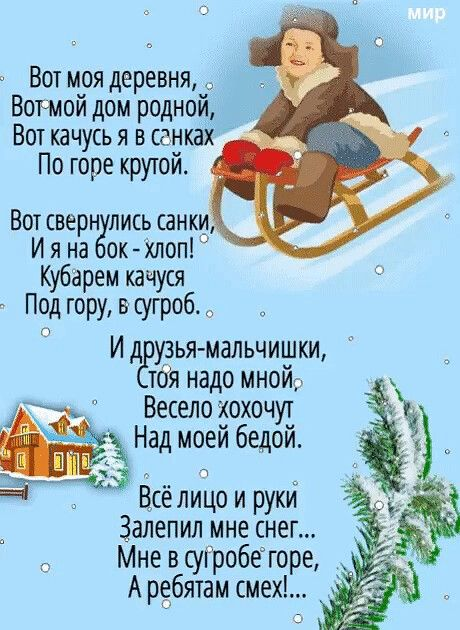 мир
Вот моя деревня,
Вот мой дом родной,
Вот качусь я в санках
По горе крутой.
Вот свернулись санки,
И я на бок - хлоп!
Кубарем качуся
Под гору, в сугроб.
И друзья-мальчишки,
Стоя надо мной,
Весело хохочут
Над моей бедой.
Всё лицо и руки
Залепил мне снег...
Мне в сугробе горе,
А ребятам смех!...